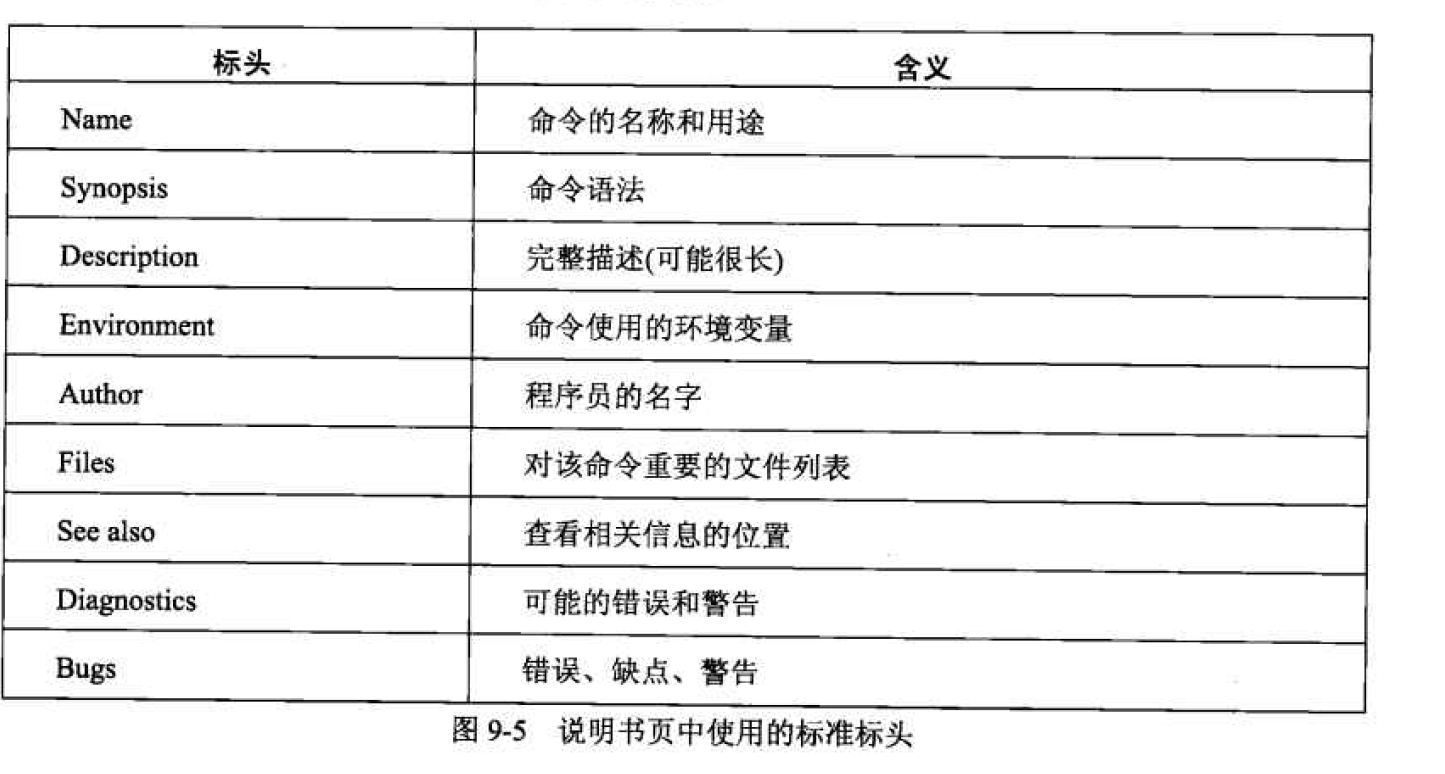 标头 含义
Name 命令的名称和用途
Synopsis 命令语法
Description 完整描述(可能很长)
Environment 命令使用的环境变量
Author 程序员的名字
Files 对该命令重要的文件列表
See also 查看相关信息的位置
Diagnostics 可能的错误和警告
Bugs 错误、缺点、警告
图 9-5 说明书页中使用的标准标头